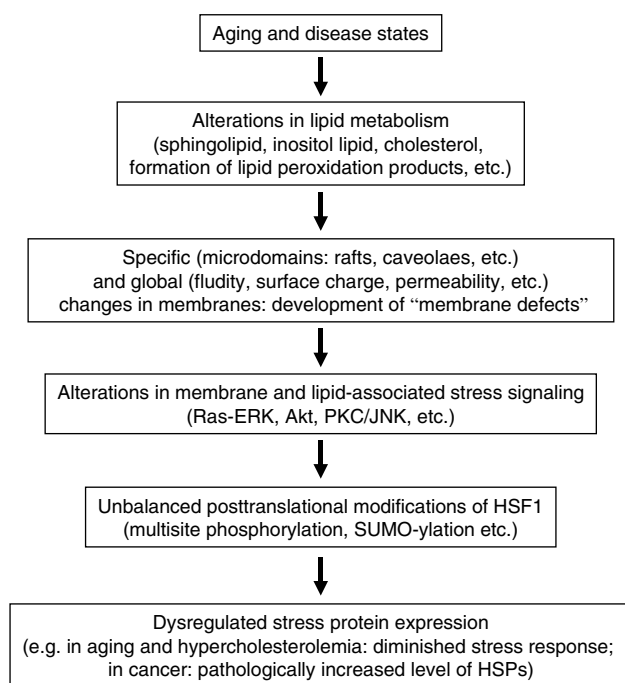 Aging and disease states
Alterations in lipid metabolism
(sphingolipid, inositol lipid, cholesterol,
formation of lipid peroxidation products, etc.)
Specific (microdomains: rafts, caveolaes, etc.)
and global (fludity, surface charge, permeability, etc.)
changes in membranes: development of “membrane defects”
Alterations in membrane and lipid-associated stress signaling
(Ras-ERK, Akt, PKC/JNK, etc.)
Unbalanced posttranslational modifications of HSF1
(multisite phosphorylation, SUMO-ylation etc.)
Dysregulated stress protein expression
(e.g. in aging and hypercholesterolemia: diminished stress response;
in cancer: pathologically increased level of HSPs)